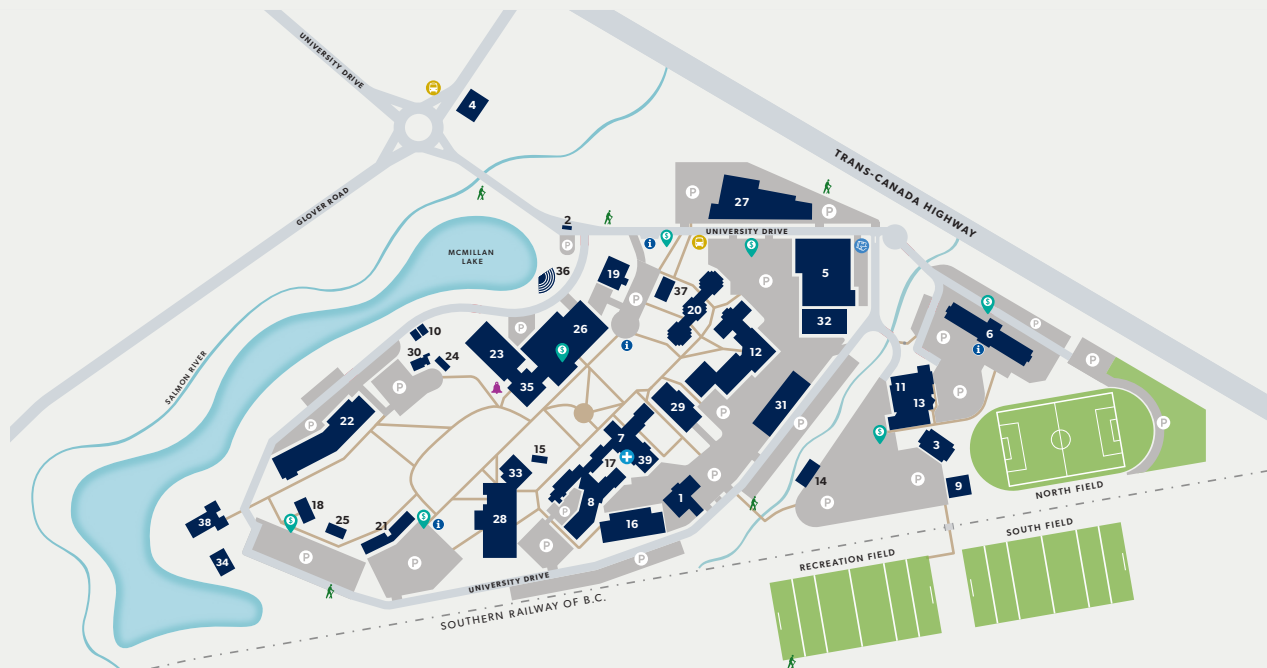 UNIVERSITY DRIVE
4
TRANS-CANADA HIGHWAY
GLOVER ROAD
P
27
P
2
P
UNIVERSITY DRIVE
i
$
$
MCMILLAN
LAKE
36
19
37
P
P
5
20
32
$
6
i
P
P
P
10
30
24
P
26
$
23
35
i
12
SALMON RIVER
P
22
P
29
31
P
P
11
13
P
P
$
3
7
39
17
15
33
8
P
28
16
1
P
14
P
P
9
NORTH FIELD
SOUTH FIELD
RECREATION FIELD
38
34
18
$
25
21
$
i
P
P
P
P
UNIVERSITY DRIVE
SOUTHERN RAILWAY OF B.C.